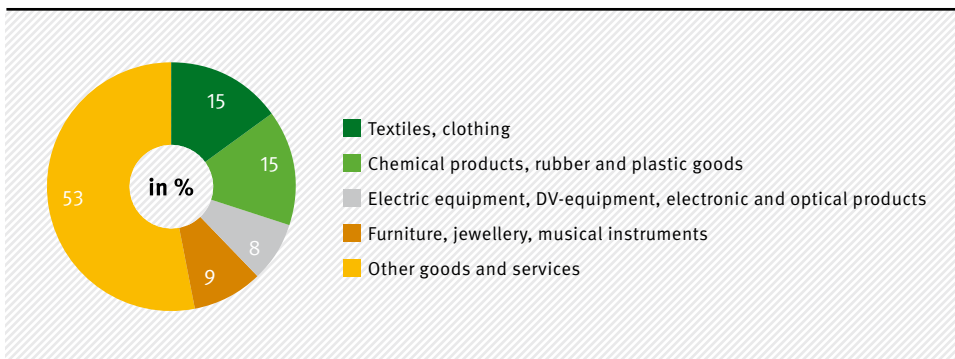 15
15
8
9
53
in %
Textiles, clothing
Chemical products, rubber and plastic goods
Electric equipment, DV-equipment, electronic and optical products
Furniture, jewellery, musical instruments
Other goods and services